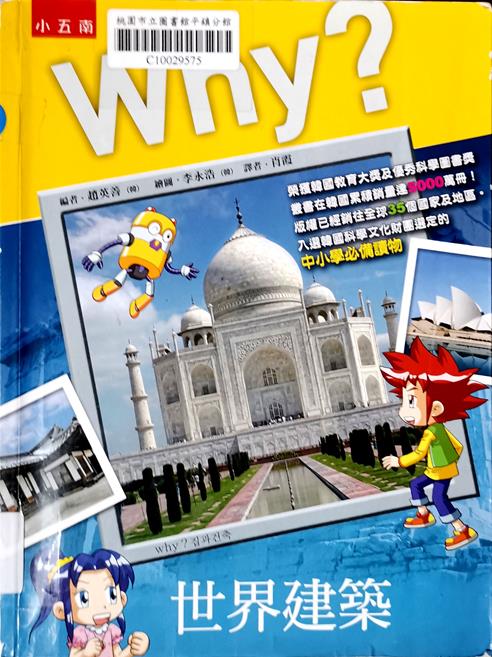 小五南
桃園市立圖書館平鎮分館
C10029575
Why?
編者・趙英善(韓) 繪圖・李永浩(韓) 譯者・肖霞
榮獲韓國教育大獎及優秀科學圖書獎
叢書在韓國累積銷量達5000萬冊！
版權已經銷往全球35個國家及地區，
入選韓國科學文化財團選定的
中小學必備讀物
why? 집과건축
世界建築